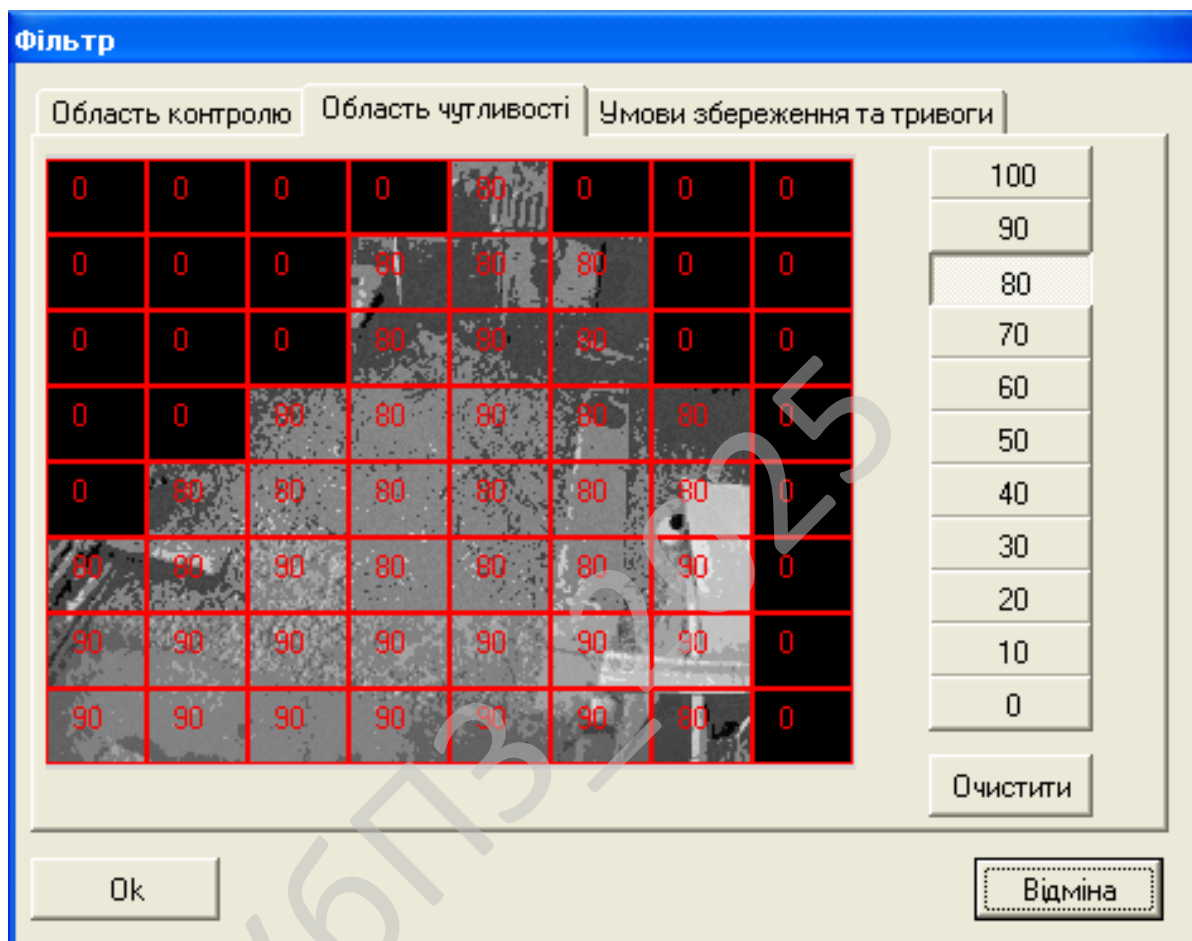 Фільтр
Область контролю Область чутливості Умови збереження та тривоги
0 0 0 0 80 0 0 0
0 0 0 80 80 80 0 0
0 0 0 80 80 80 0 0
0 0 80 80 80 80 80 0
0 80 80 80 80 80 80 0
80 80 90 80 80 80 90 0
90 90 90 90 90 90 90 0
90 90 90 90 90 90 80 0
100
90
80
70
60
50
40
30
20
10
0
Очистити
Ok Відміна
6ПЗ_2025